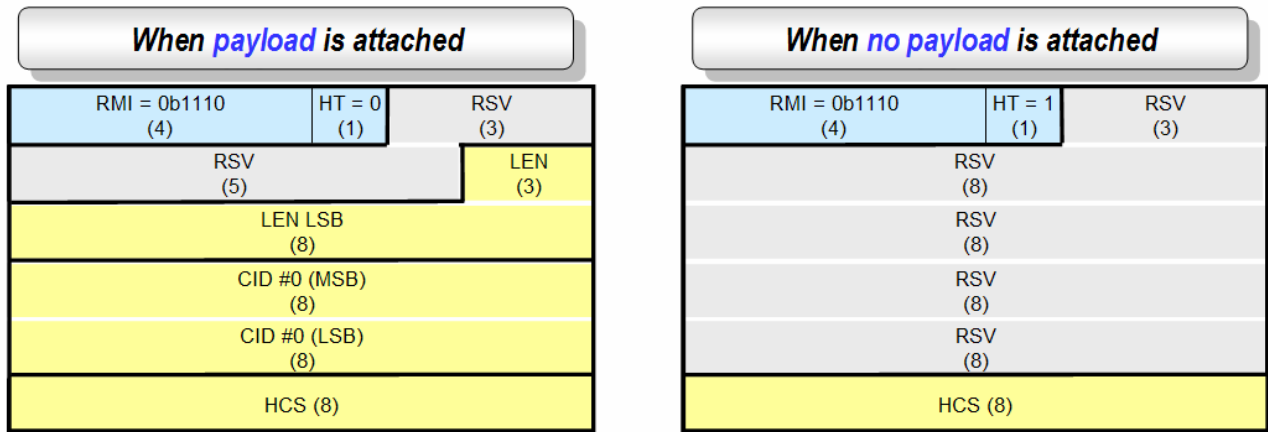 When payload is attached
RMI = 0b1110
(4)
HT = 0
(1)
RSV
(3)
RSV
(5)
LEN
(3)
LEN LSB
(8)
CID #0 (MSB)
(8)
CID #0 (LSB)
(8)
HCS (8)
When no payload is attached
RMI = 0b1110
(4)
HT = 1
(1)
RSV
(3)
RSV
(8)
RSV
(8)
RSV
(8)
RSV
(8)
HCS (8)